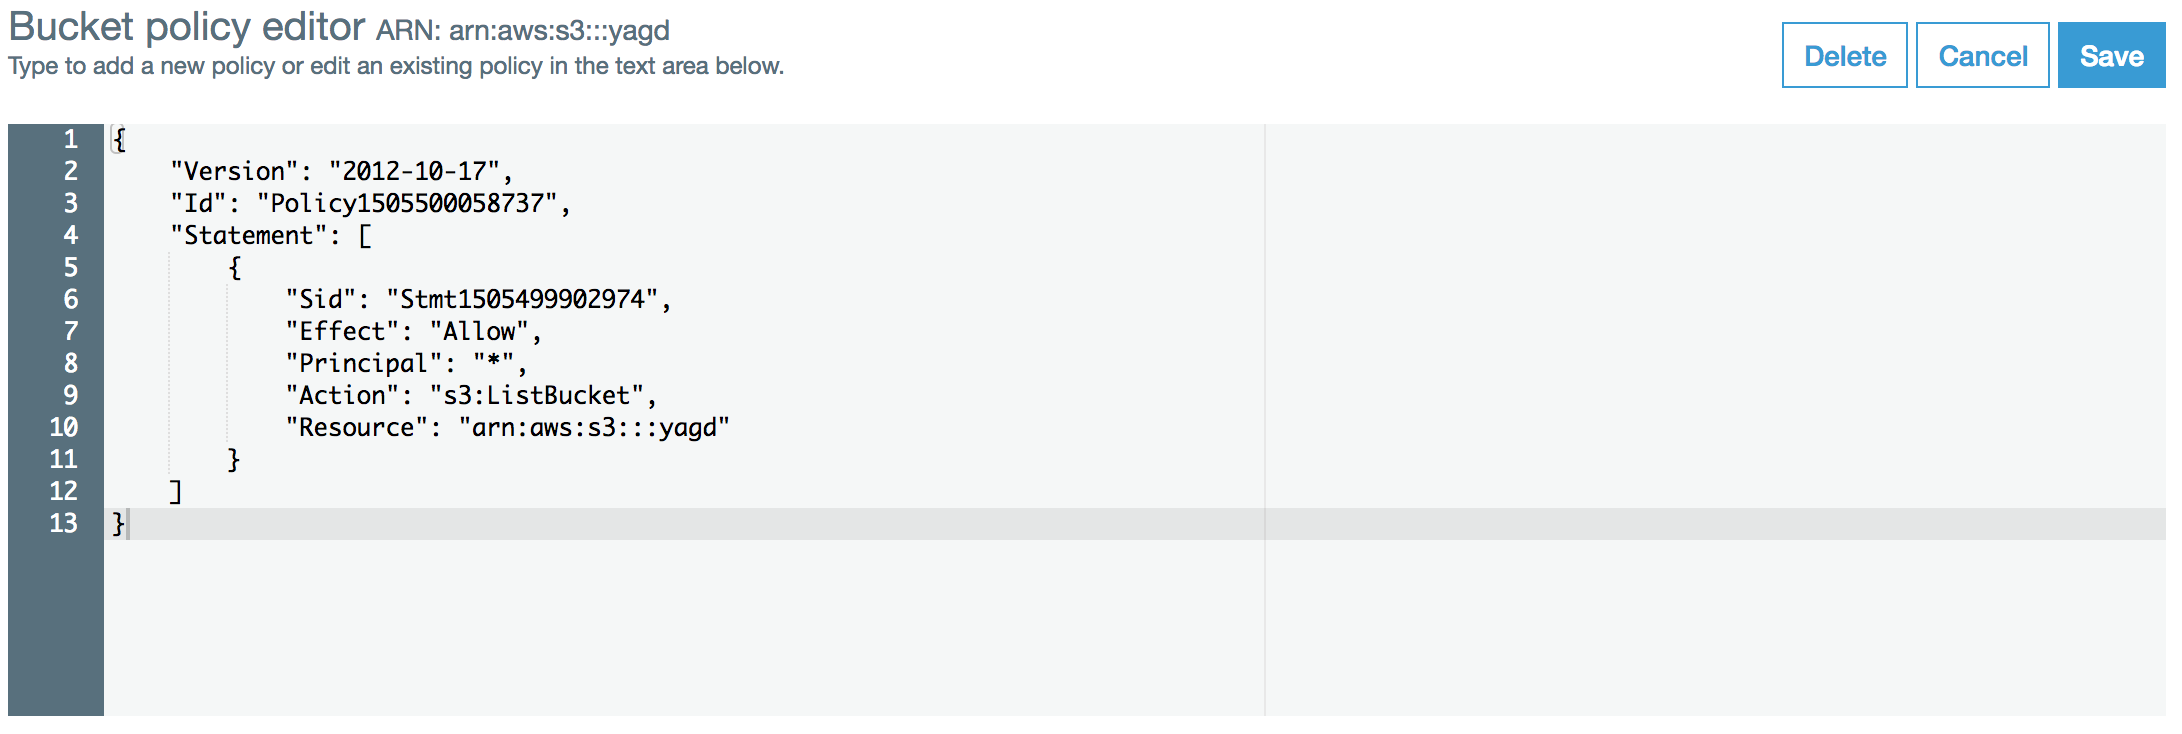 Bucket policy editor ARN: arn:aws:s3:::yagd
Type to add a new policy or edit an existing policy in the text area below.
Delete Cancel Save
1 {
2     "Version": "2012-10-17",
3     "Id": "Policy1505500058737",
4     "Statement": [
5         {
6             "Sid": "Stmt1505499902974",
7             "Effect": "Allow",
8             "Principal": "*",
9             "Action": "s3:ListBucket",
10             "Resource": "arn:aws:s3:::yagd"
11         }
12     ]
13 }